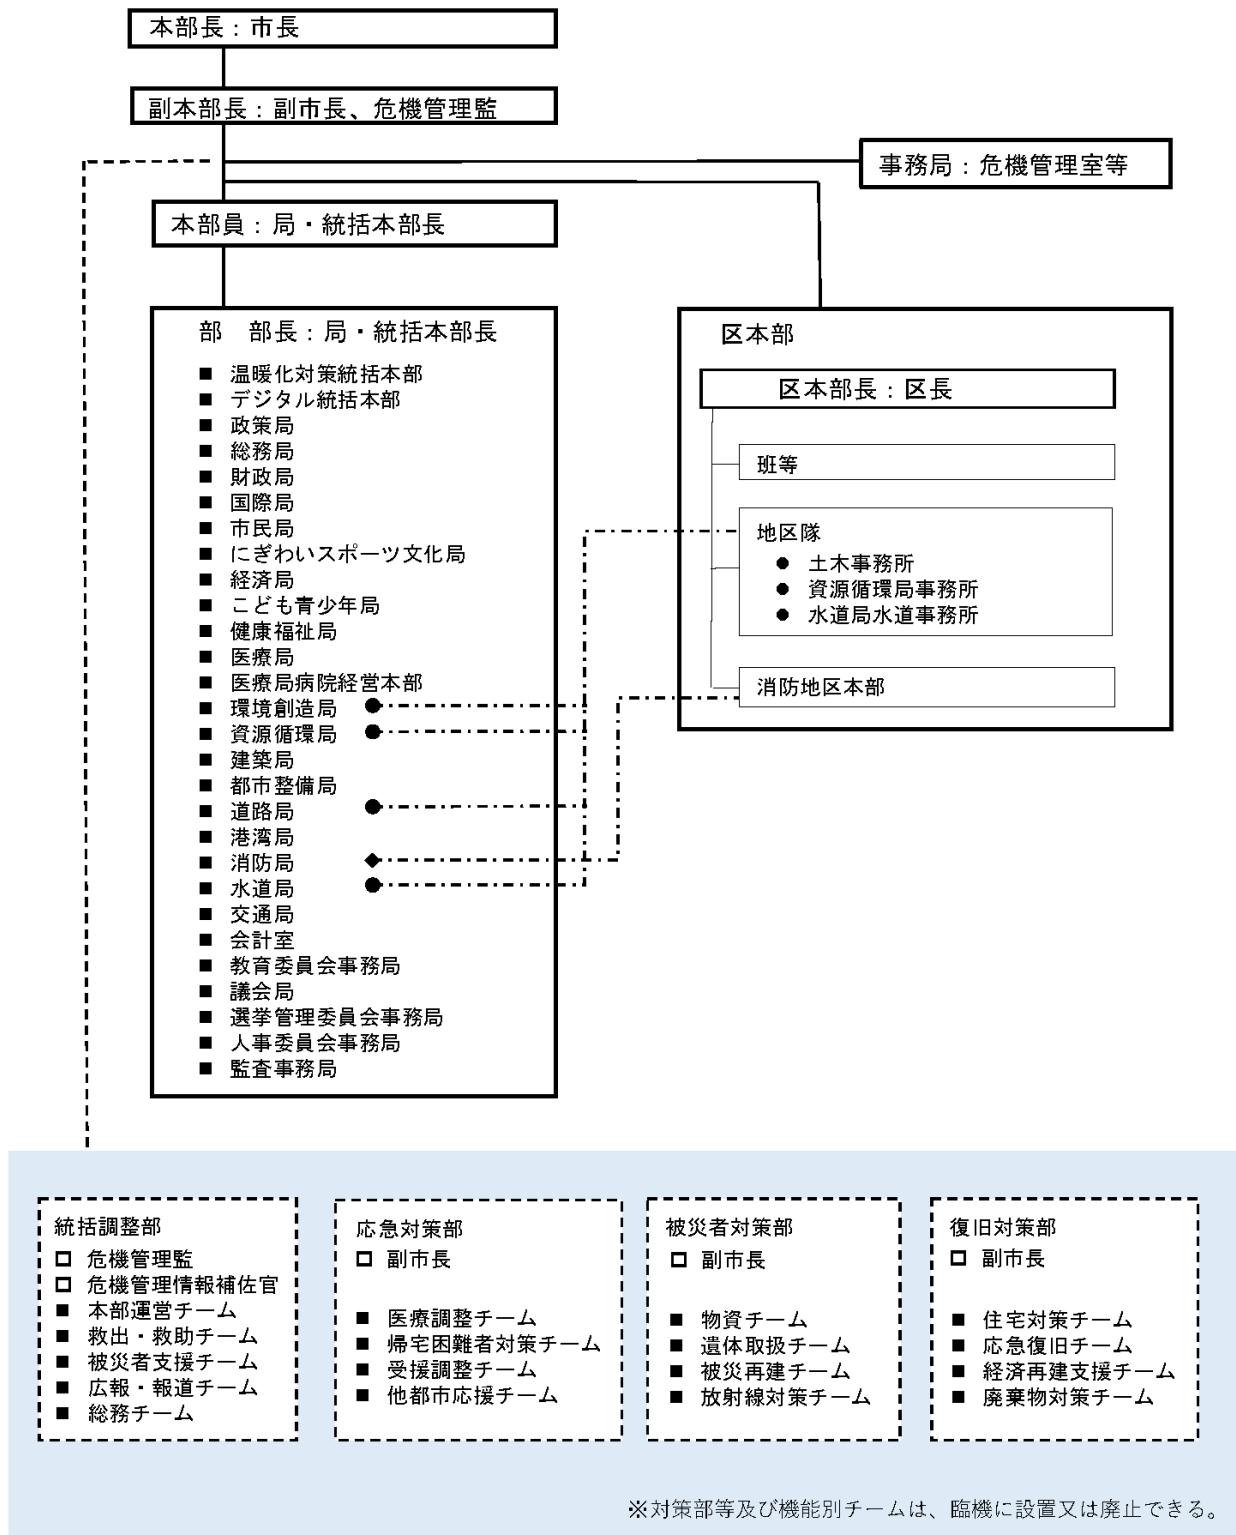 本部長：市長
副本部長：副市長、危機管理監
事務局：危機管理室等
本部員：局・統括本部長
部　部長：局・統括本部長
■ 温暖化対策統括本部
■ デジタル統括本部
■ 政策局
■ 総務局
■ 財政局
■ 国際局
■ 市民局
■ にぎわいスポーツ文化局
■ 経済局
■ こども青少年局
■ 健康福祉局
■ 医療局
■ 医療局病院経営本部
■ 環境創造局
■ 資源循環局
■ 建築局
■ 都市整備局
■ 道路局
■ 港湾局
■ 消防局
■ 水道局
■ 交通局
■ 会計室
■ 教育委員会事務局
■ 議会局
■ 選挙管理委員会事務局
■ 人事委員会事務局
■ 監査事務局
区本部
区本部長：区長
班等
地区隊
● 土木事務所
● 資源循環局事務所
● 水道局水道事務所
消防地区本部
統括調整部
□ 危機管理監
□ 危機管理情報補佐官
■ 本部運営チーム
■ 救出・救助チーム
■ 被災者支援チーム
■ 広報・報道チーム
■ 総務チーム
応急対策部
□ 副市長
■ 医療調整チーム
■ 帰宅困難者対策チーム
■ 受援調整チーム
■ 他都市応援チーム
被災者対策部
□ 副市長
■ 物資チーム
■ 遺体取扱チーム
■ 被災再建チーム
■ 放射線対策チーム
復旧対策部
□ 副市長
■ 住宅対策チーム
■ 応急復旧チーム
■ 経済再建支援チーム
■ 廃棄物対策チーム
※対策部等及び機能別チームは、臨機に設置又は廃止できる。